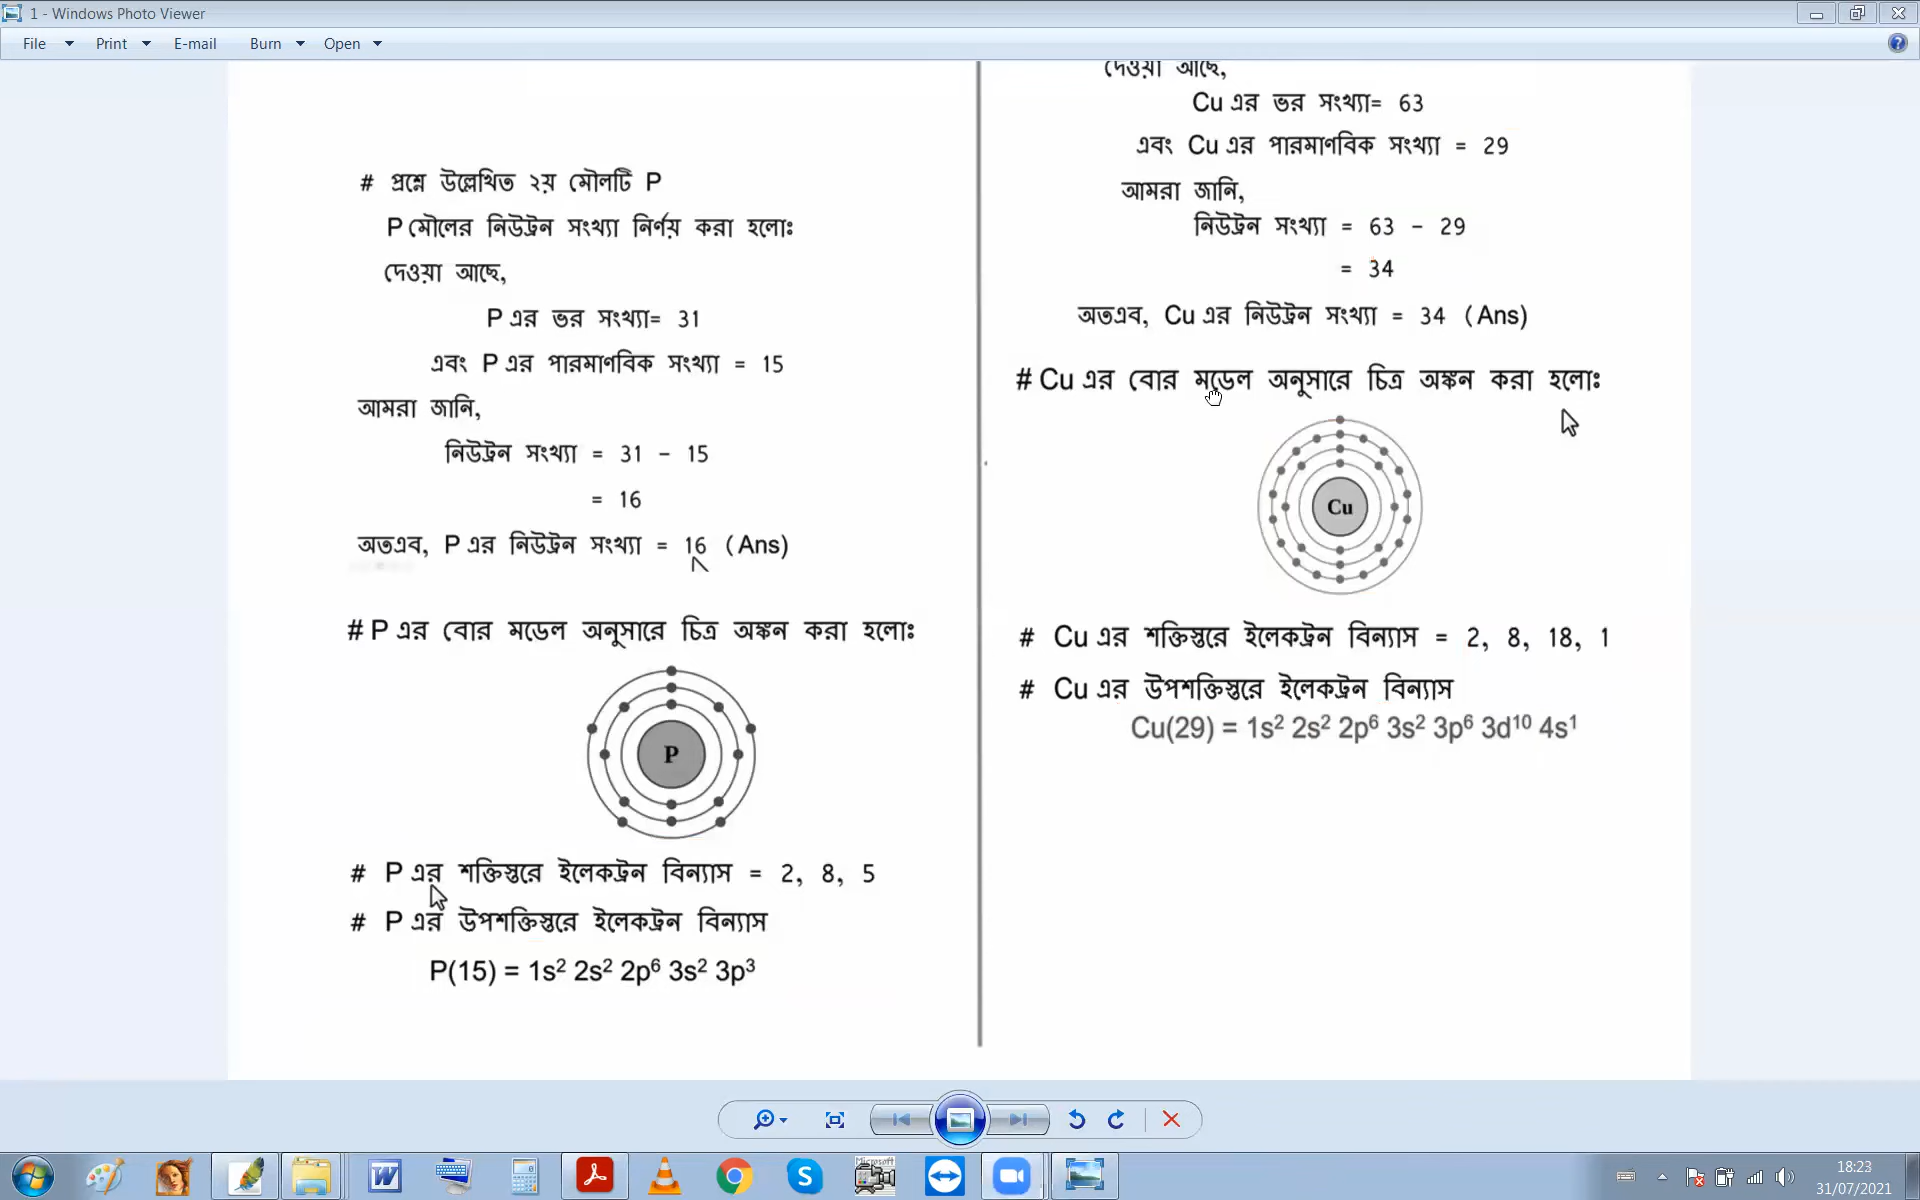 1 - Windows Photo Viewer
File Print E-mail Burn Open
# প্রশ্নে উল্লেখিত ২য় মৌলটি P
P মৌলের নিউট্রন সংখ্যা নির্ণয় করা হলোঃ
দেওয়া আছে,
P এর ভর সংখ্যা= 31
এবং P এর পারমাণবিক সংখ্যা = 15
আমরা জানি,
নিউট্রন সংখ্যা = 31 - 15
= 16
অতএব, P এর নিউট্রন সংখ্যা = 16 (Ans)
# P এর বোর মডেল অনুসারে চিত্র অঙ্কন করা হলোঃ
P
# P এর শক্তিস্তরে ইলেকট্রন বিন্যাস = 2, 8, 5
# P এর উপশক্তিস্তরে ইলেকট্রন বিন্যাস
P(15) = 1s² 2s² 2p⁶ 3s² 3p³
দেওয়া আছে,
Cu এর ভর সংখ্যা= 63
এবং Cu এর পারমাণবিক সংখ্যা = 29
আমরা জানি,
নিউট্রন সংখ্যা = 63 - 29
= 34
অতএব, Cu এর নিউট্রন সংখ্যা = 34 (Ans)
# Cu এর বোর মডেল অনুসারে চিত্র অঙ্কন করা হলোঃ
Cu
# Cu এর শক্তিস্তরে ইলেকট্রন বিন্যাস = 2, 8, 18, 1
# Cu এর উপশক্তিস্তরে ইলেকট্রন বিন্যাস
Cu(29) = 1s² 2s² 2p⁶ 3s² 3p⁶ 3d¹⁰ 4s¹
18:23
31/07/2021